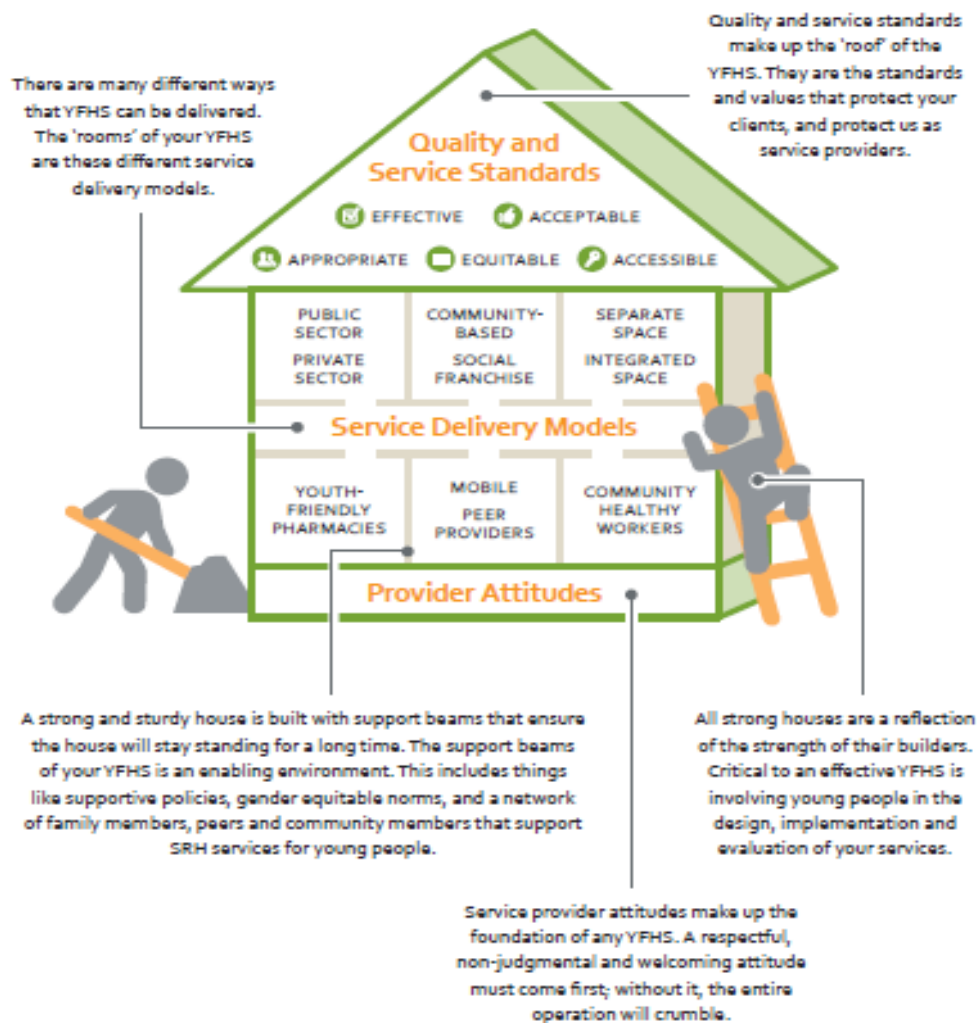 There are many different ways
that YFHS can be delivered.
The 'rooms' of your YFHS
are these different service
delivery models.
Quality and service standards
make up the 'roof' of the
YFHS. They are the standards
and values that protect your
clients, and protect us as
service providers.
Quality and
Service Standards
EFFECTIVE
ACCEPTABLE
APPROPRIATE
EQUITABLE
ACCESSIBLE
PUBLIC
SECTOR
PRIVATE
SECTOR
COMMUNITY-
BASED
SOCIAL
FRANCHISE
SEPARATE
SPACE
INTEGRATED
SPACE
Service Delivery Models
YOUTH-
FRIENDLY
PHARMACIES
MOBILE
PEER
PROVIDERS
COMMUNITY
HEALTHY
WORKERS
Provider Attitudes
A strong and sturdy house is built with support beams that ensure
the house will stay standing for a long time. The support beams
of your YFHS is an enabling environment. This includes things
like supportive policies, gender equitable norms, and a network
of family members, peers and community members that support
SRH services for young people.
All strong houses are a reflection
of the strength of their builders.
Critical to an effective YFHS is
involving young people in the
design, implementation and
evaluation of your services.
Service provider attitudes make up the
foundation of any YFHS. A respectful,
non-judgmental and welcoming attitude
must come first; without it, the entire
operation will crumble.